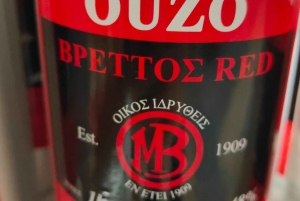 OUZO
ΒΡΕΤΤΟΣ RED
ΟΙΚΟΣ ΙΔΡΥΘΕΙΣ
Est. MB 1909
ΕΝ ΕΤΕΙ 1909